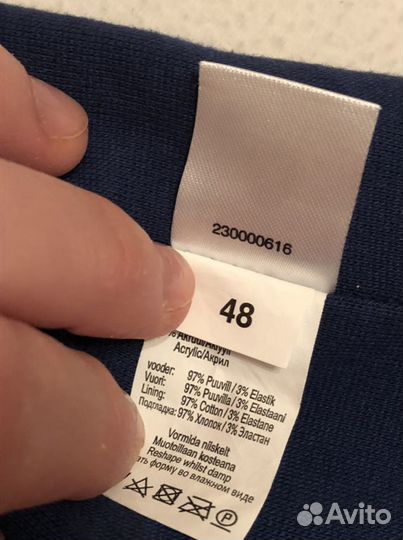 230000616
48
Acrylic/Акрил
vooder: 97% Puuvill / 3% Elastik
Vuori: 97% Puuvilla / 3% Elastaani
Lining: 97% Cotton / 3% Elastane
Подкладка: 97% Хлопок / 3% Эластан
Vormida niiskelt
Muotoillaan kosteana
Reshape whilst damp
форму во влажном виде
P
Avito